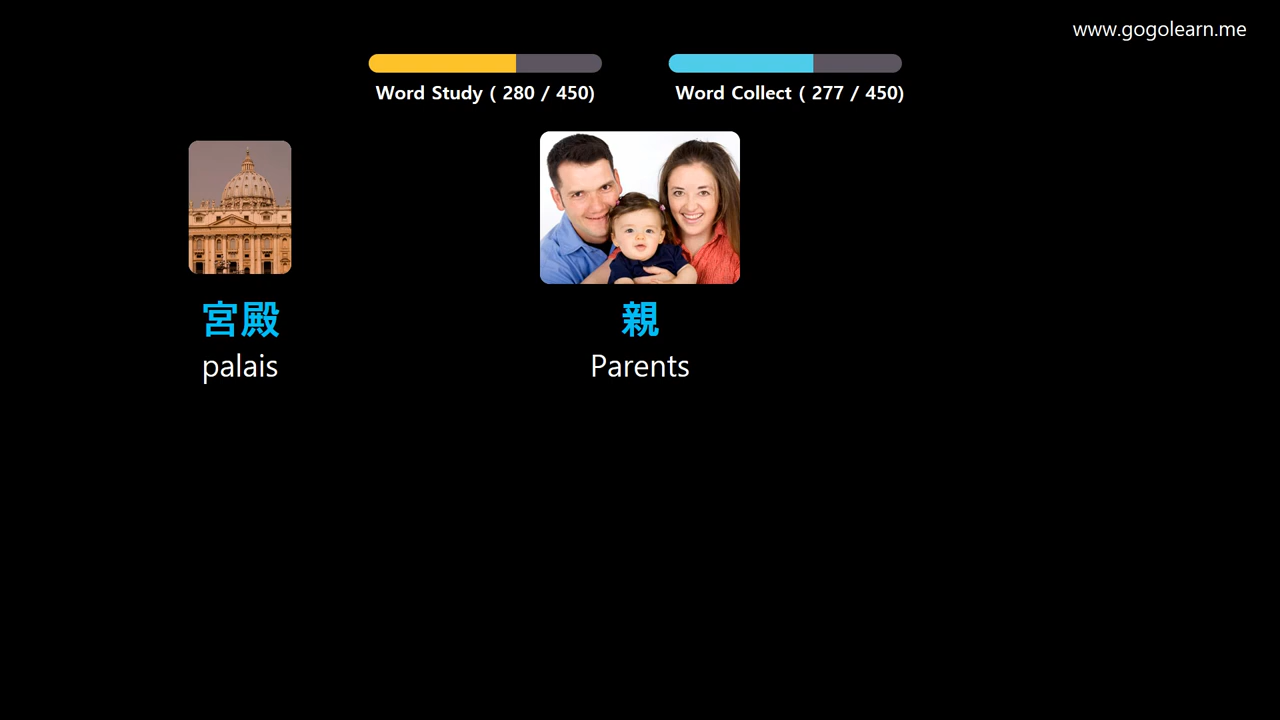 www.gogolearn.me
Word Study ( 280 / 450)
Word Collect ( 277 / 450)
宮殿
palais
親
Parents